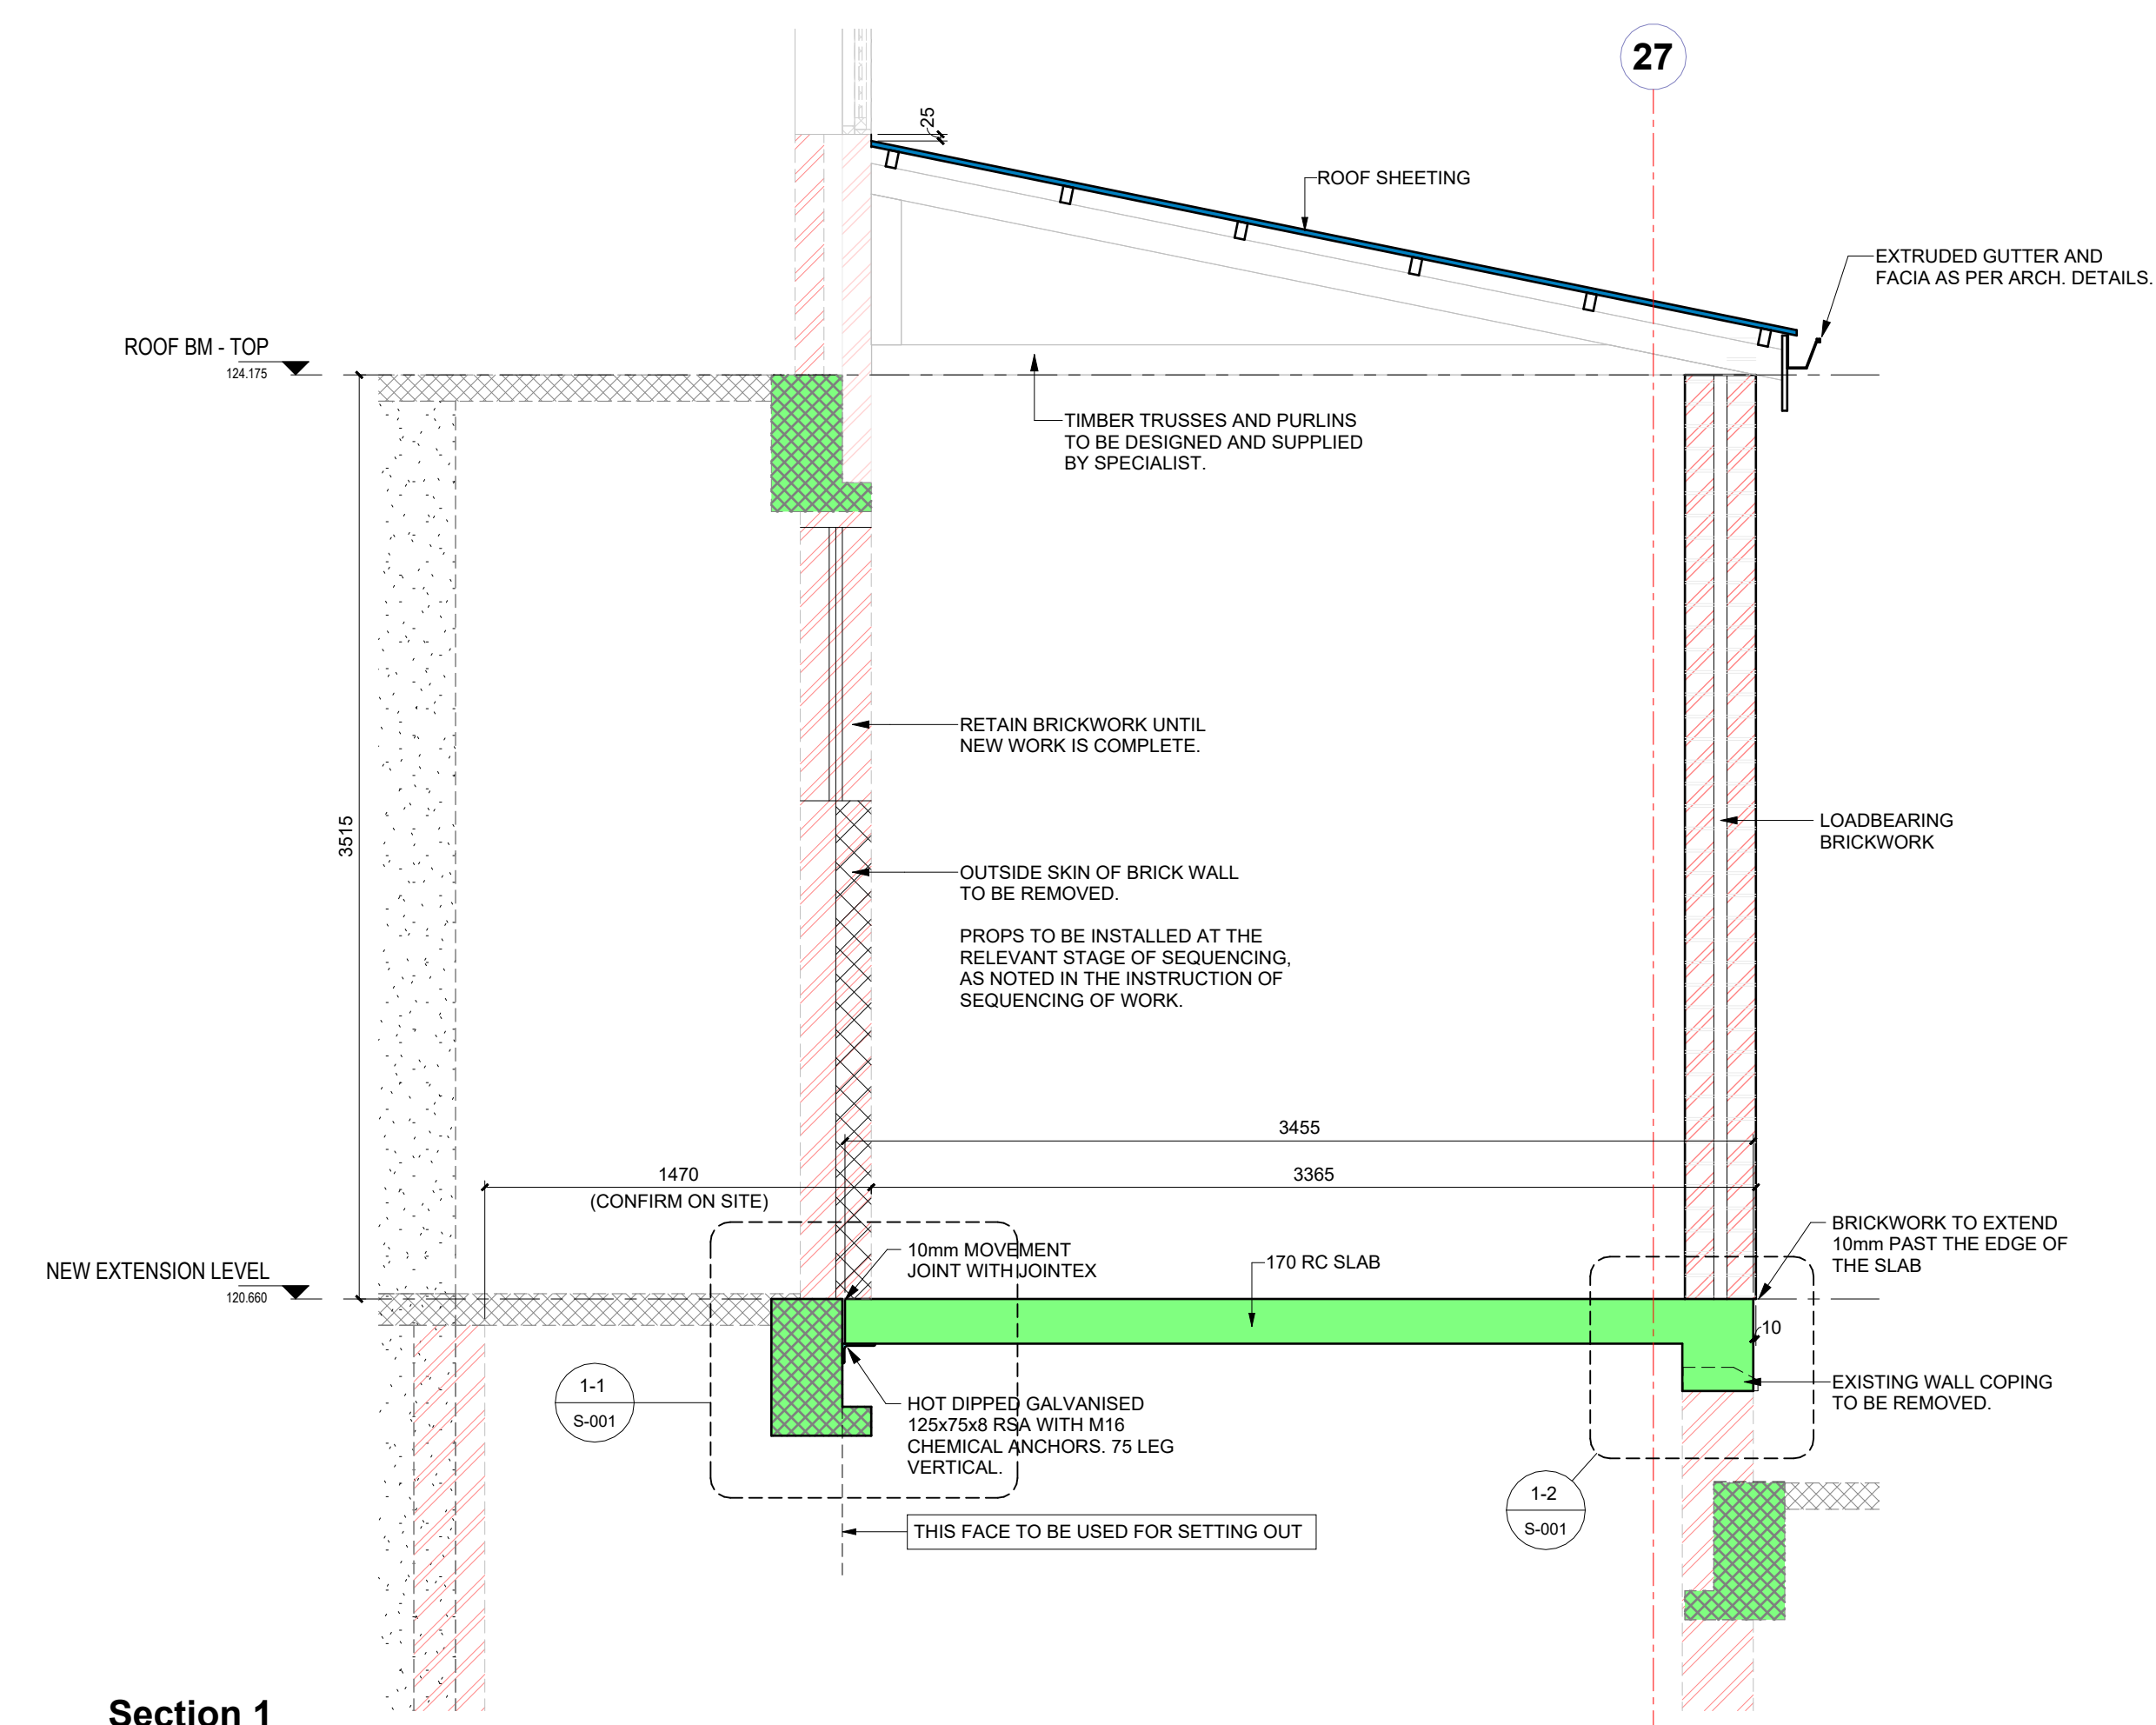 27
25
ROOF SHEETING
EXTRUDED GUTTER AND
FACIA AS PER ARCH. DETAILS.
ROOF BM - TOP
124.175
TIMBER TRUSSES AND PURLINS
TO BE DESIGNED AND SUPPLIED
BY SPECIALIST.
RETAIN BRICKWORK UNTIL
NEW WORK IS COMPLETE.
3515
LOADBEARING
BRICKWORK
OUTSIDE SKIN OF BRICK WALL
TO BE REMOVED.
PROPS TO BE INSTALLED AT THE
RELEVANT STAGE OF SEQUENCING,
AS NOTED IN THE INSTRUCTION OF
SEQUENCING OF WORK.
3455
1470
(CONFIRM ON SITE)
3365
BRICKWORK TO EXTEND
10mm PAST THE EDGE OF
THE SLAB
10mm MOVEMENT
JOINT WITH JOINTEX
170 RC SLAB
NEW EXTENSION LEVEL
120.660
10
1-1
S-001
HOT DIPPED GALVANISED
125x75x8 RSA WITH M16
CHEMICAL ANCHORS. 75 LEG
VERTICAL.
EXISTING WALL COPING
TO BE REMOVED.
1-2
S-001
THIS FACE TO BE USED FOR SETTING OUT
Section 1